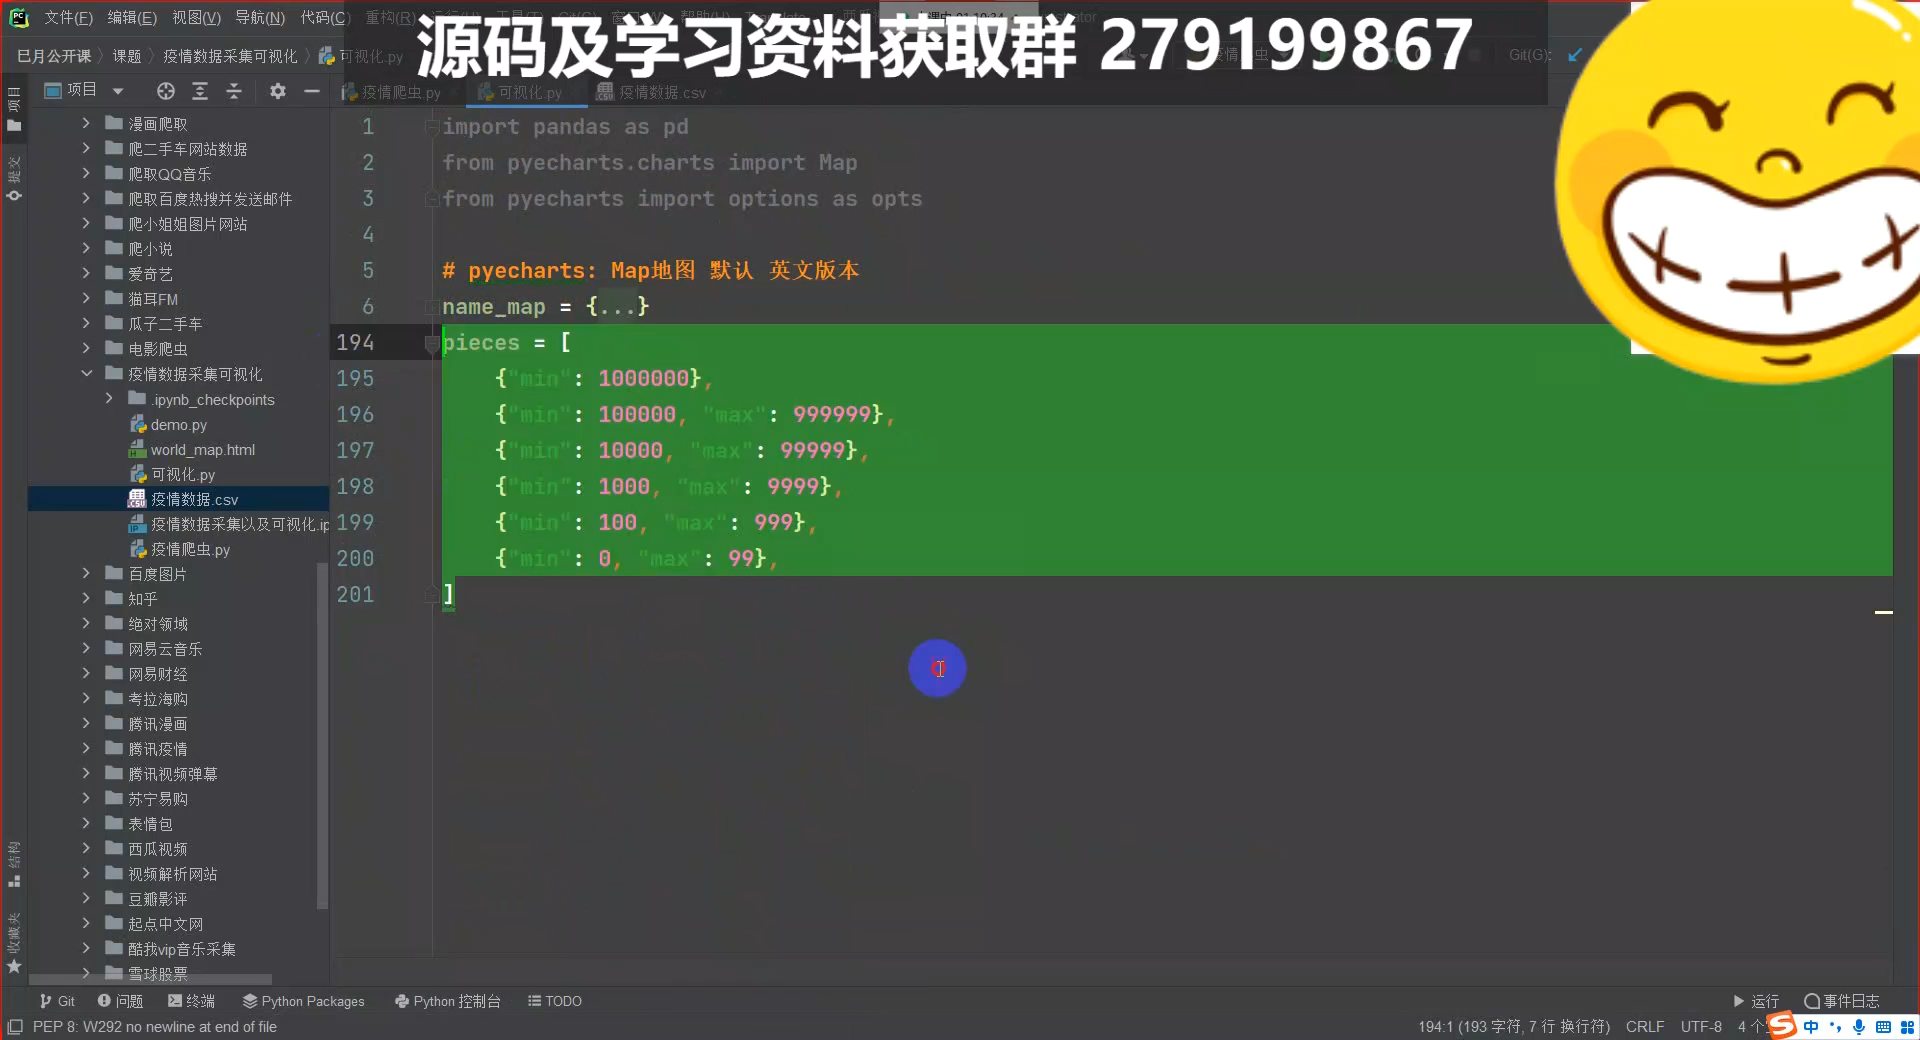 文件(F) 编辑(E) 视图(V) 导航(N) 代码(C) 重构(R)
源码及学习资料获取群 279199867
巳月公开课 课题 疫情数据采集可视化 可视化.py
Git(G):
项目
疫情爬虫.py 可视化.py 疫情数据.csv
项目
提交
结构
收藏夹
漫画爬取
爬二手车网站数据
爬取QQ音乐
爬取百度热搜并发送邮件
爬小姐姐图片网站
爬小说
爱奇艺
猫耳FM
瓜子二手车
电影爬虫
疫情数据采集可视化
.ipynb_checkpoints
demo.py
world_map.html
可视化.py
疫情数据.csv
疫情数据采集以及可视化.ip
疫情爬虫.py
百度图片
知乎
绝对领域
网易云音乐
网易财经
考拉海购
腾讯漫画
腾讯疫情
腾讯视频弹幕
苏宁易购
表情包
西瓜视频
视频解析网站
豆瓣影评
起点中文网
酷我vip音乐采集
雪球股票
1 import pandas as pd
2 from pyecharts.charts import Map
3 from pyecharts import options as opts
4
5 # pyecharts: Map地图 默认 英文版本
6 name_map = {...}
194 pieces = [
195 {"min": 1000000},
196 {"min": 100000, "max": 999999},
197 {"min": 10000, "max": 99999},
198 {"min": 1000, "max": 9999},
199 {"min": 100, "max": 999},
200 {"min": 0, "max": 99},
201 ]
Git 问题 终端 Python Packages Python 控制台 TODO 运行 事件日志
PEP 8: W292 no newline at end of file 194:1 (193 字符, 7 行 换行符) CRLF UTF-8 4 个 中